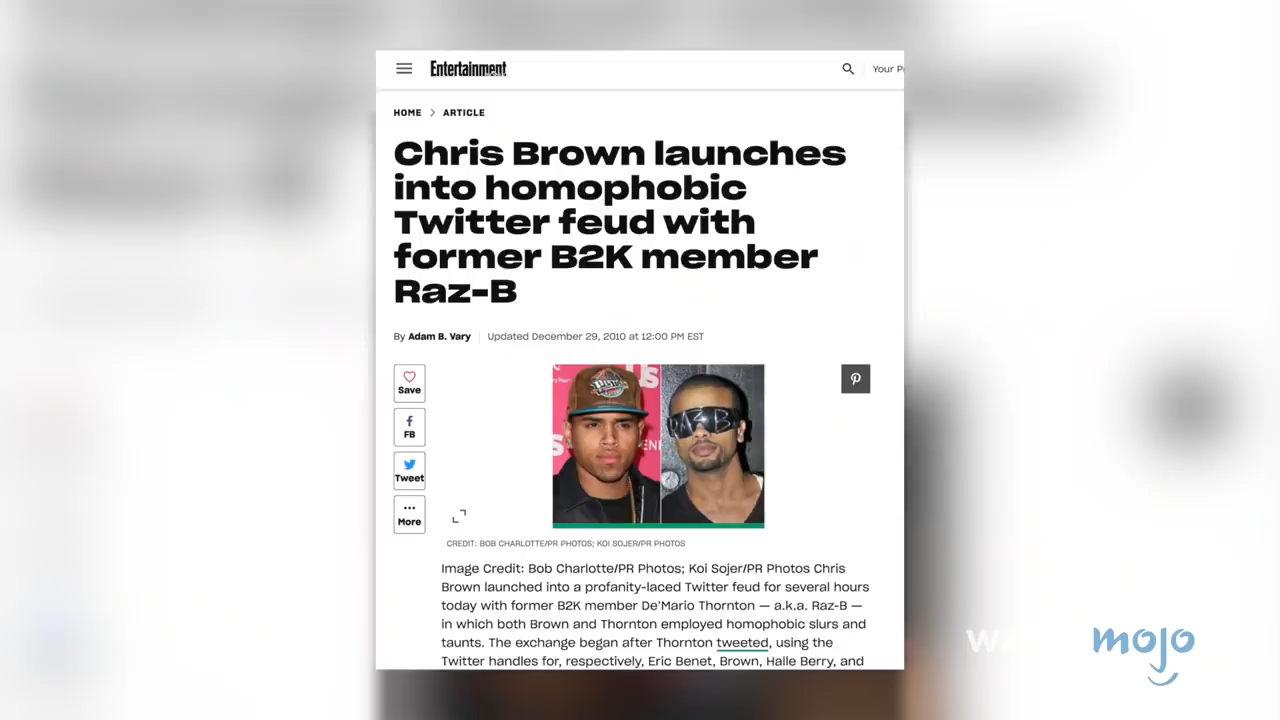 Entertainment
Your P
HOME > ARTICLE
Chris Brown launches
into homophobic
Twitter feud with
former B2K member
Raz-B
By Adam B. Vary
Updated December 29, 2010 at 12:00 PM EST
Save
FB
Tweet
More
RAZ B
CREDIT: BOB CHARLOTTE/PR PHOTOS; KOI SOJER/PR PHOTOS
Image Credit: Bob Charlotte/PR Photos; Koi Sojer/PR Photos Chris
Brown launched into a profanity-laced Twitter feud for several hours
today with former B2K member De’Mario Thornton — a.k.a. Raz-B —
in which both Brown and Thornton employed homophobic slurs and
taunts. The exchange began after Thornton tweeted, using the
Twitter handles for, respectively, Eric Benet, Brown, Halle Berry, and
mojo